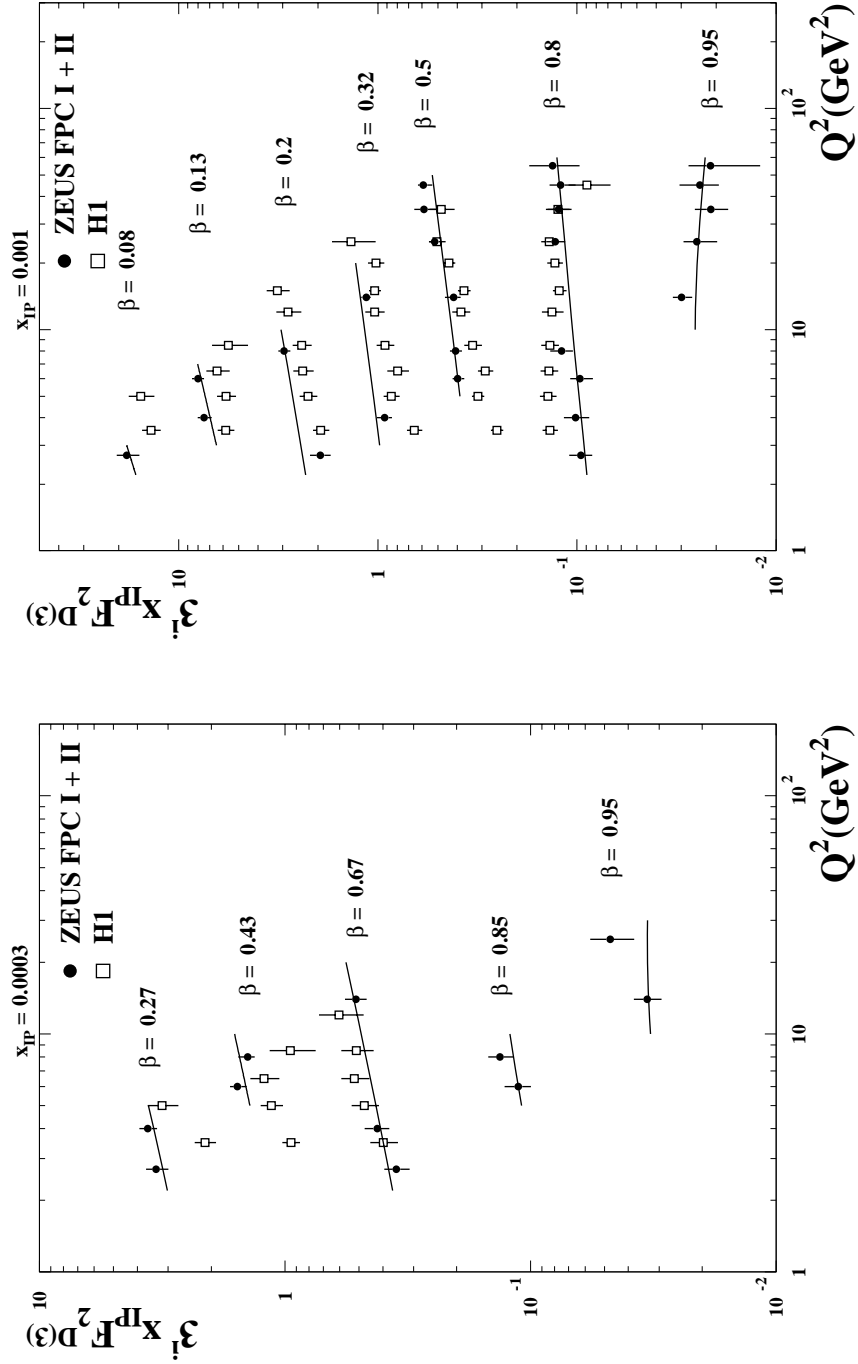 x_IP = 0.0003
● ZEUS FPC I + II
□ H1
β = 0.27
β = 0.43
β = 0.67
β = 0.85
β = 0.95
3^i x_IP F_2^D(3)
10
1
10^-1
10^-2
1
10
10^2
Q^2(GeV^2)
x_IP = 0.001
● ZEUS FPC I + II
□ H1
β = 0.08
β = 0.13
β = 0.2
β = 0.32
β = 0.5
β = 0.8
β = 0.95
3^i x_IP F_2^D(3)
10
1
10^-1
10^-2
1
10
10^2
Q^2(GeV^2)